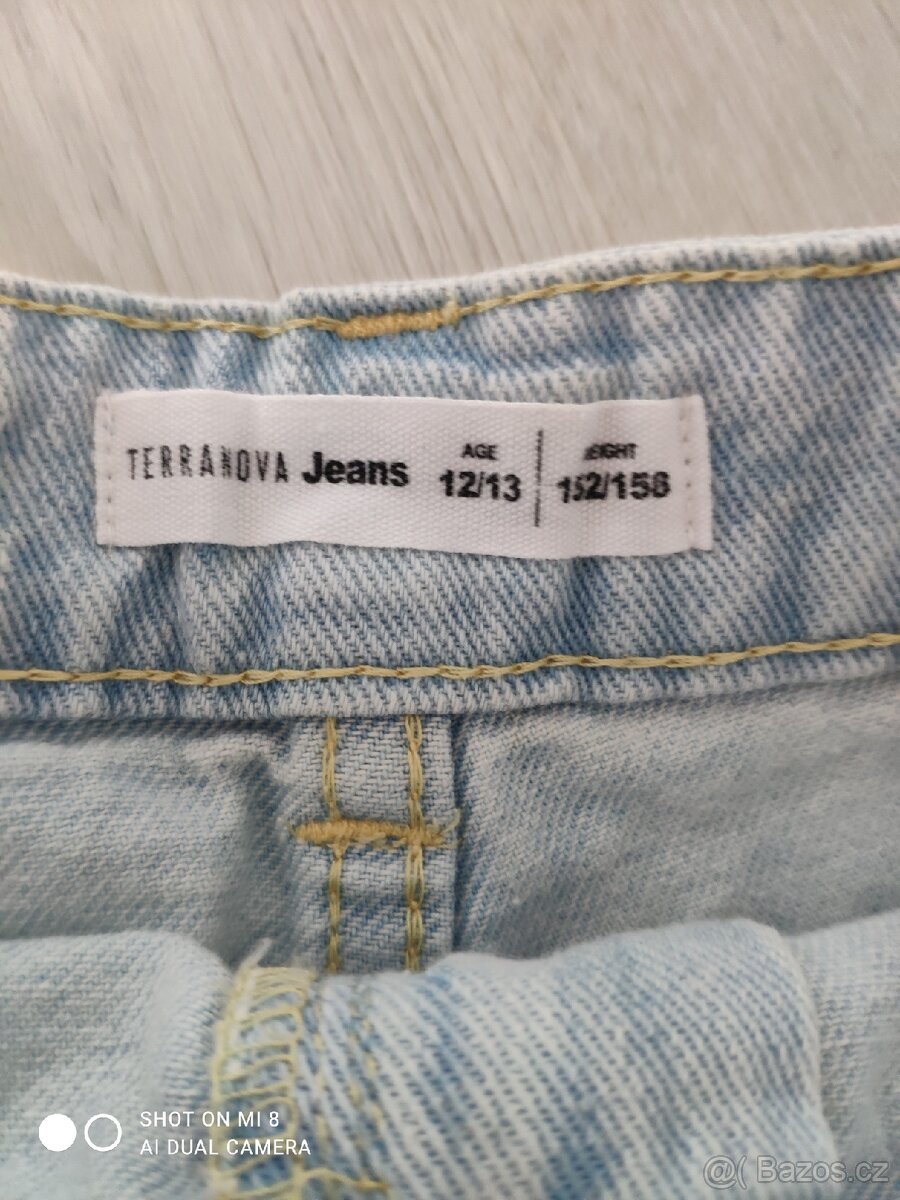 TERRANOVA Jeans
AGE
12/13
HEIGHT
152/158
SHOT ON MI 8
AI DUAL CAMERA
@( Bazos.cz